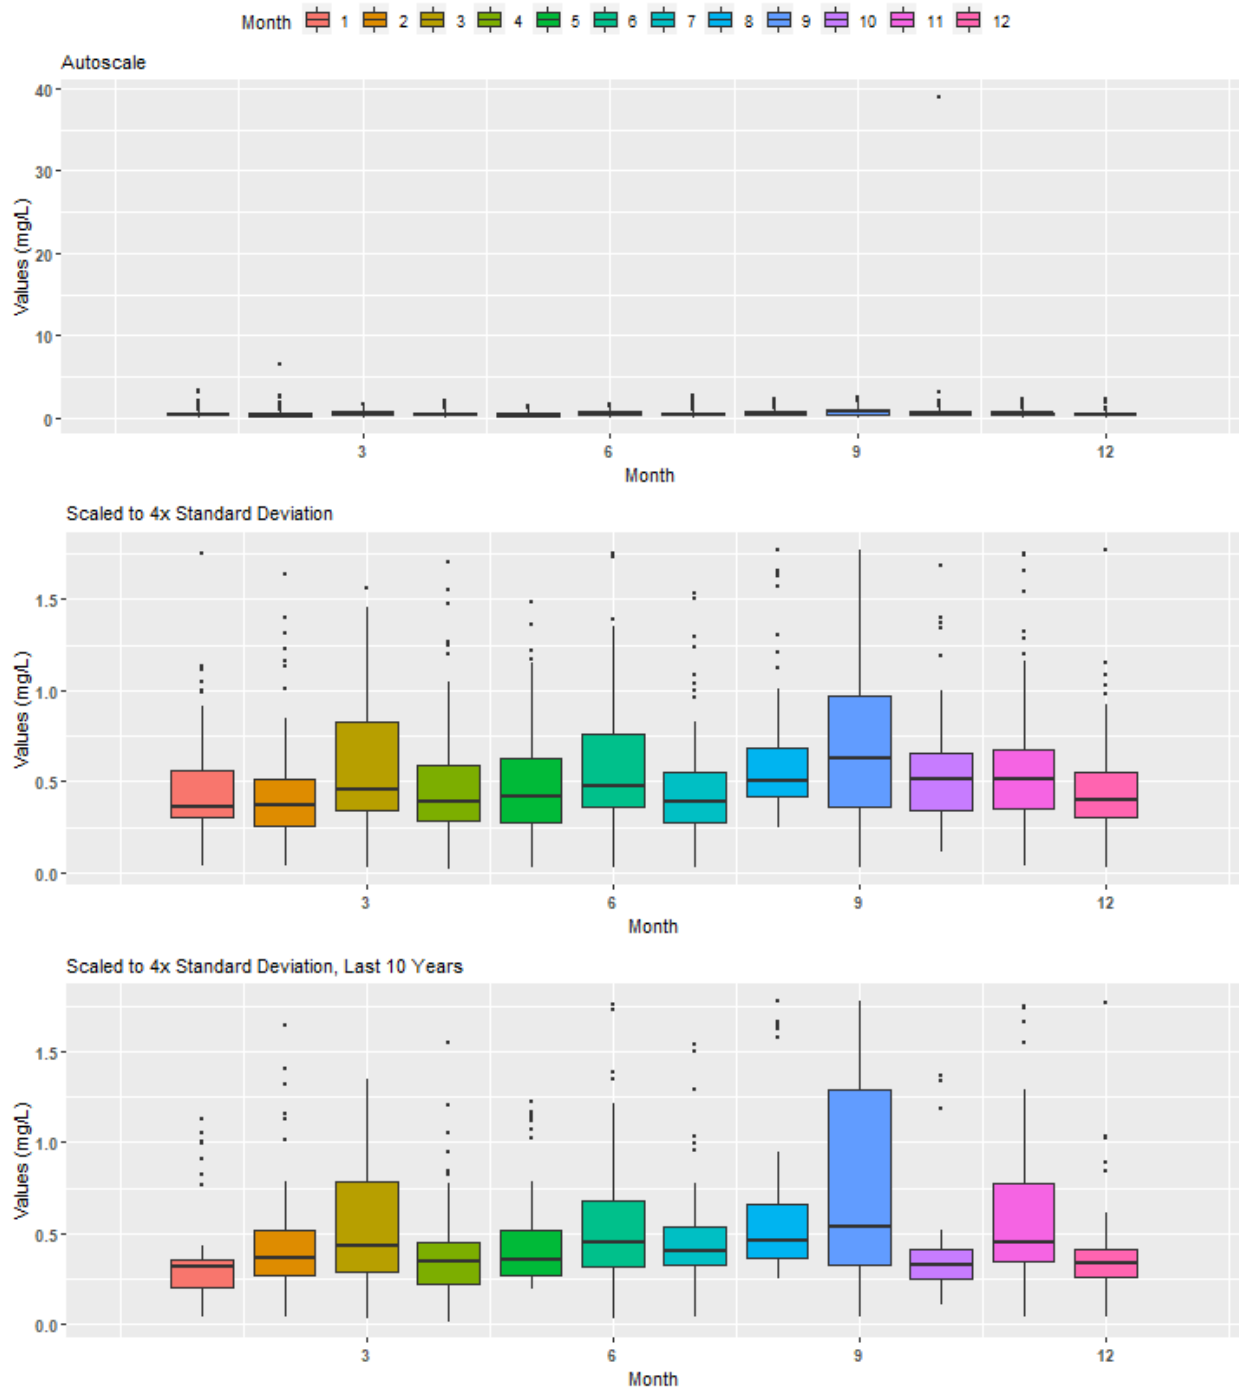 Month 1 2 3 4 5 6 7 8 9 10 11 12
Autoscale
40
30
20
10
0
Values (mg/L)
3 6 9 12
Month
Scaled to 4x Standard Deviation
1.5
1.0
0.5
0.0
Values (mg/L)
3 6 9 12
Month
Scaled to 4x Standard Deviation, Last 10 Years
1.5
1.0
0.5
0.0
Values (mg/L)
3 6 9 12
Month